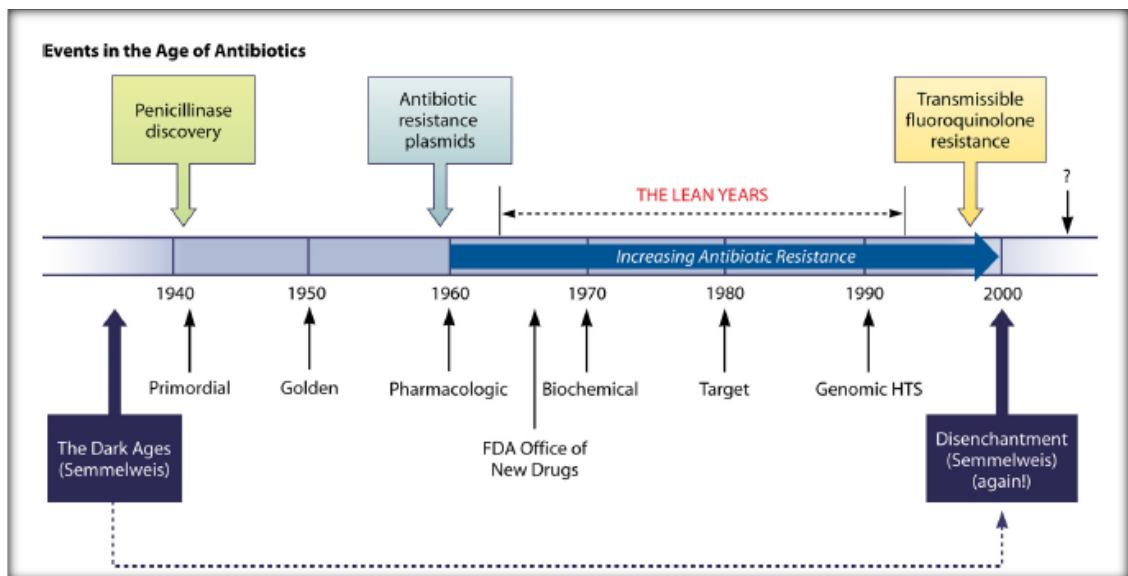 Events in the Age of Antibiotics
Penicillinase
discovery
Antibiotic
resistance
plasmids
Transmissible
fluoroquinolone
resistance
?
THE LEAN YEARS
Increasing Antibiotic Resistance
1940
1950
1960
1970
1980
1990
2000
Primordial
Golden
Pharmacologic
Biochemical
Target
Genomic HTS
FDA Office of
New Drugs
The Dark Ages
(Semmelweis)
Disenchantment
(Semmelweis)
(again!)